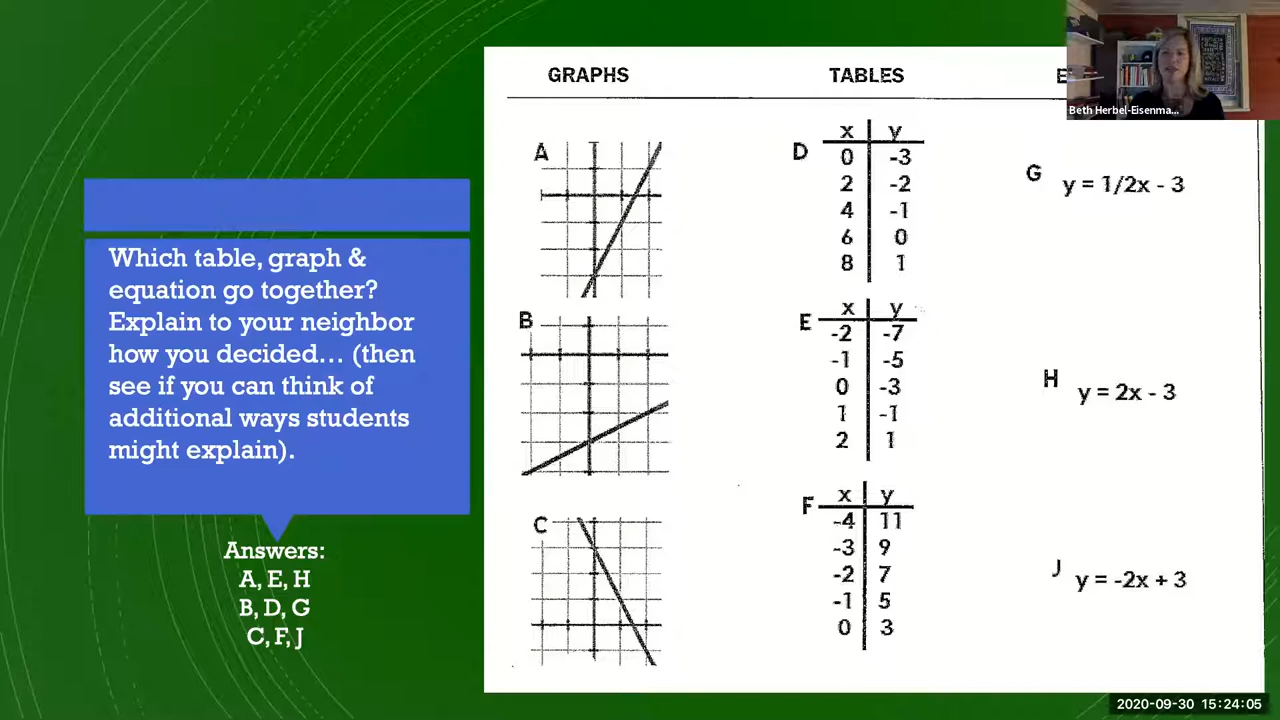 GRAPHS TABLES E
Beth Herbel-Eisenma...
Which table, graph &
equation go together?
Explain to your neighbor
how you decided... (then
see if you can think of
additional ways students
might explain).
Answers:
A, E, H
B, D, G
C, F, J
A
B
C
D
x y
0 -3
2 -2
4 -1
6 0
8 1
E
x y
-2 -7
-1 -5
0 -3
1 -1
2 1
F
x y
-4 11
-3 9
-2 7
-1 5
0 3
G y = 1/2x - 3
H y = 2x - 3
J y = -2x + 3
2020-09-30 15:24:05